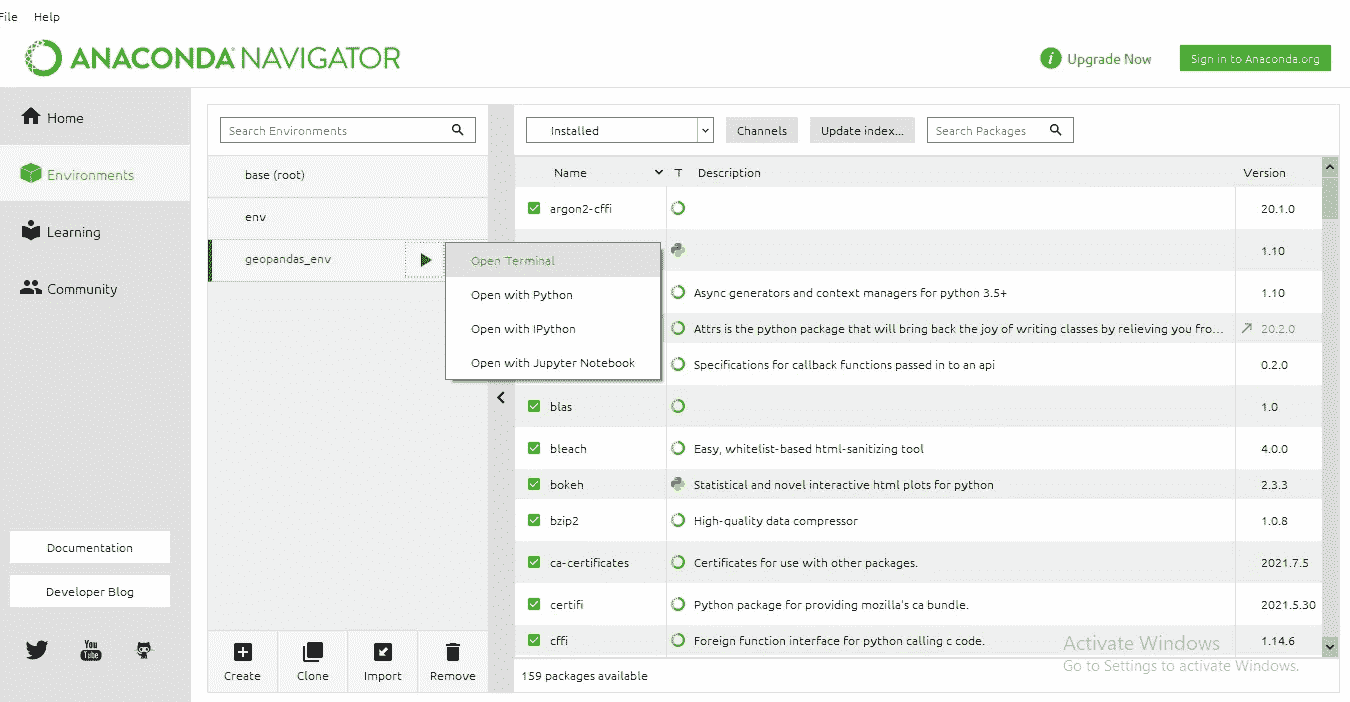 File Help
ANACONDA NAVIGATOR
i Upgrade Now
Sign in to Anaconda.org
Home
Environments
Learning
Community
Documentation
Developer Blog
You
Tube
Search Environments
base (root)
env
geopandas_env
Open Terminal
Open with Python
Open with IPython
Open with Jupyter Notebook
Create Clone Import Remove
Installed Channels Update index... Search Packages
Name T Description Version
argon2-cffi 20.1.0
1.10
Async generators and context managers for python 3.5+ 1.10
Attrs is the python package that will bring back the joy of writing classes by relieving you fro... 20.2.0
Specifications for callback functions passed in to an api 0.2.0
blas 1.0
bleach Easy, whitelist-based html-sanitizing tool 4.0.0
bokeh Statistical and novel interactive html plots for python 2.3.3
bzip2 High-quality data compressor 1.0.8
ca-certificates Certificates for use with other packages. 2021.7.5
certifi Python package for providing mozilla's ca bundle. 2021.5.30
cffi Foreign function interface for python calling c code. 1.14.6
159 packages available
Activate Windows
Go to Settings to activate Windows.